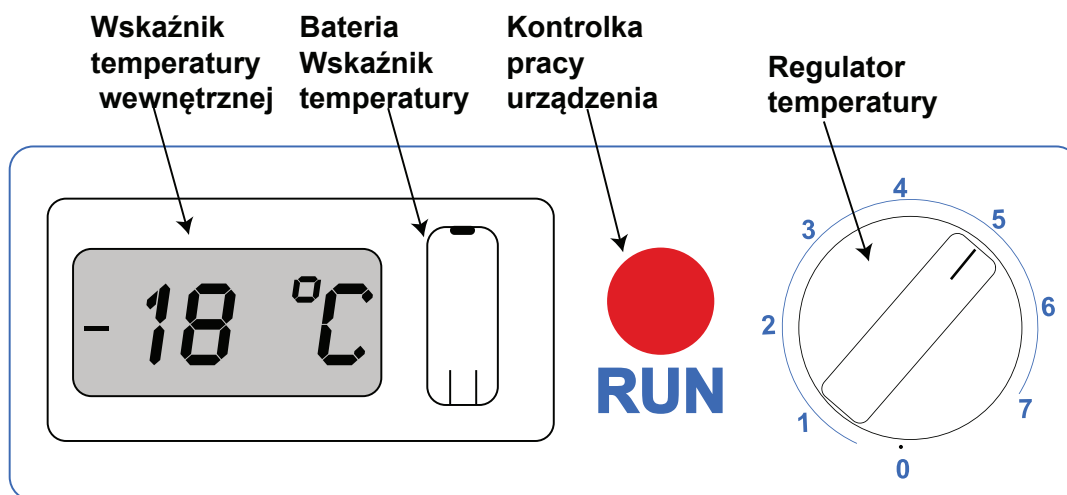 Wskaźnik
temperatury
wewnętrznej
Bateria
Wskaźnik
temperatury
Kontrolka
pracy
urządzenia
Regulator
temperatury
-18 °C
RUN
0
1
2
3
4
5
6
7